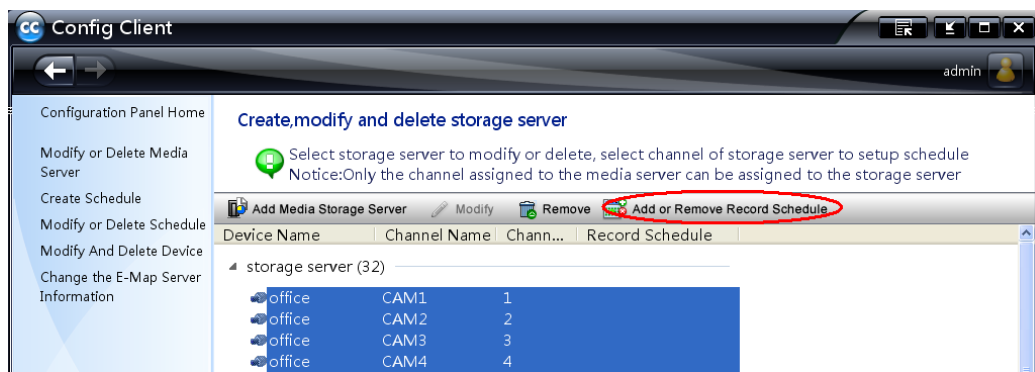 CC Config Client
admin
Configuration Panel Home
Modify or Delete Media
Server
Create Schedule
Modify or Delete Schedule
Modify And Delete Device
Change the E-Map Server
Information
Create,modify and delete storage server
Select storage server to modify or delete, select channel of storage server to setup schedule
Notice:Only the channel assigned to the media server can be assigned to the storage server
Add Media Storage Server Modify Remove Add or Remove Record Schedule
Device Name Channel Name Chann... Record Schedule
storage server (32)
office CAM1 1
office CAM2 2
office CAM3 3
office CAM4 4